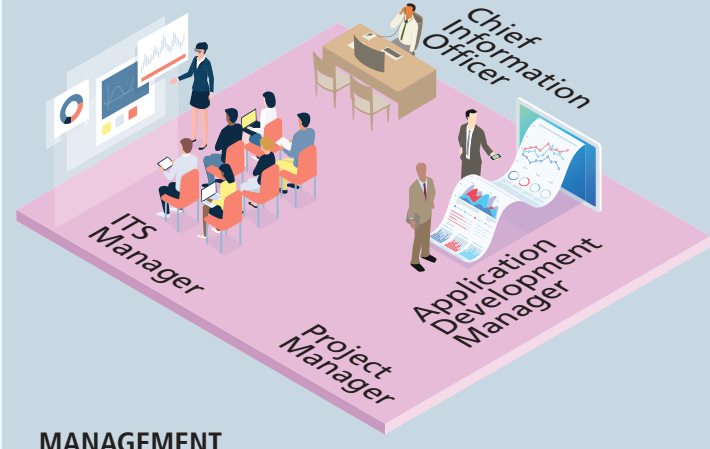 Chief
Information
Officer
ITS
Manager
Application
Development
Manager
Project
Manager
MANAGEMENT